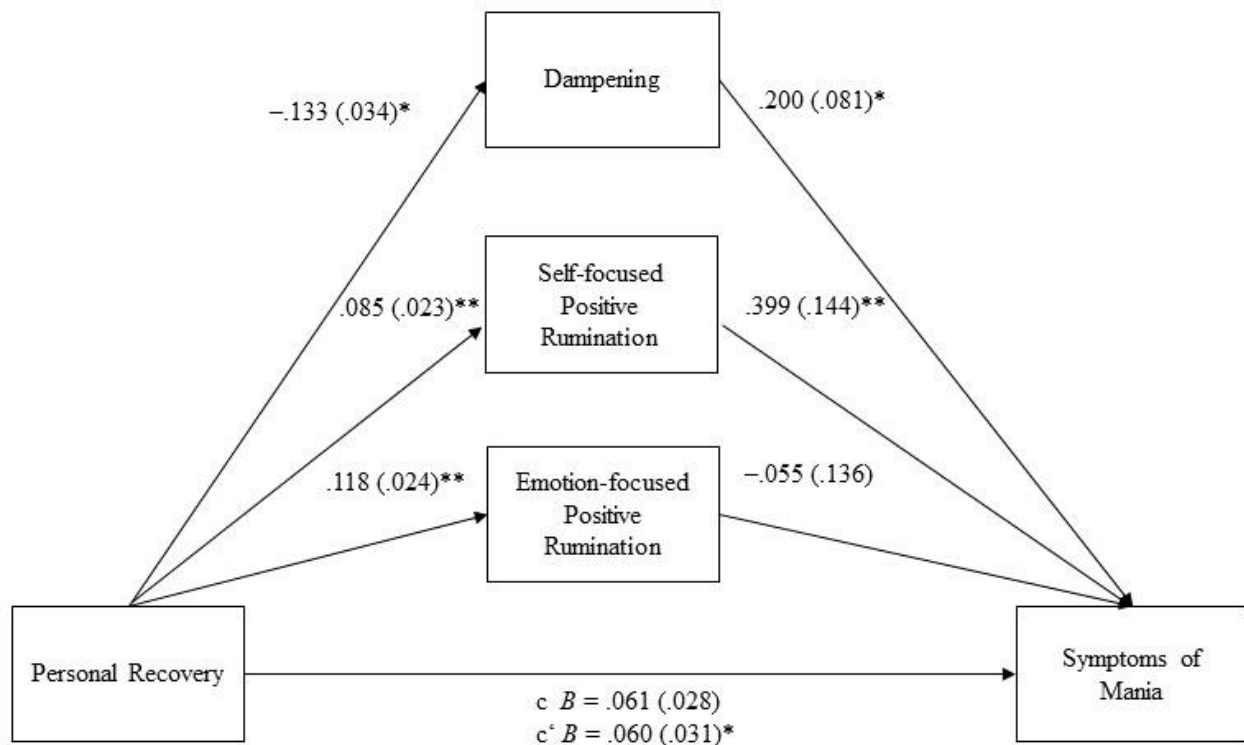 Dampening
–.133 (.034)*
.200 (.081)*
Self-focused
Positive
Rumination
.085 (.023)**
.399 (.144)**
Emotion-focused
Positive
Rumination
.118 (.024)**
–.055 (.136)
Personal Recovery
Symptoms of
Mania
c B = .061 (.028)
c‘ B = .060 (.031)*